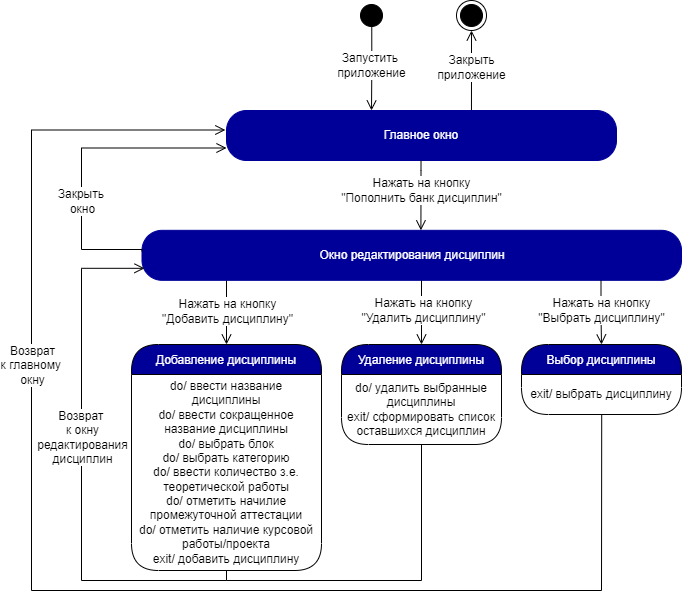 Запустить
приложение
Закрыть
приложение
Главное окно
Нажать на кнопку
"Пополнить банк дисциплин"
Закрыть
окно
Окно редактирования дисциплин
Нажать на кнопку
"Добавить дисциплину"
Нажать на кнопку
"Удалить дисциплину"
Нажать на кнопку
"Выбрать дисциплину"
Возврат
к главному
окну
Возврат
к окну
редактирования
дисциплин
Добавление дисциплины
do/ ввести название
дисциплины
do/ ввести сокращенное
название дисциплины
do/ выбрать блок
do/ выбрать категорию
do/ ввести количество з.е.
теоретической работы
do/ отметить начилие
промежуточной аттестации
do/ отметить наличие курсовой
работы/проекта
exit/ добавить дисциплину
Удаление дисциплины
do/ удалить выбранные
дисциплины
exit/ сформировать список
оставшихся дисциплин
Выбор дисциплины
exit/ выбрать дисциплину